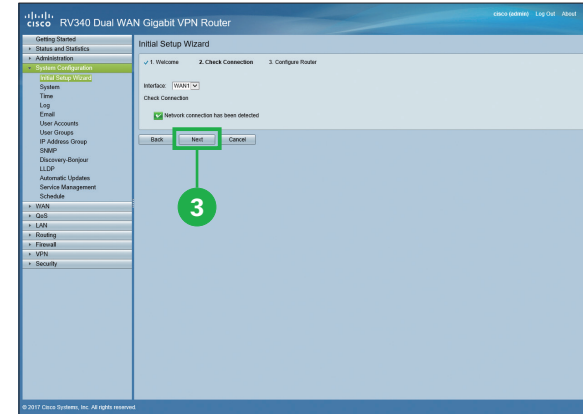 cisco RV340 Dual WAN Gigabit VPN Router
cisco (admin) Log Out About
Getting Started
Status and Statistics
Administration
System Configuration
Initial Setup Wizard
System
Time
Log
Email
User Accounts
User Groups
IP Address Group
SNMP
Discovery-Bonjour
LLDP
Automatic Updates
Service Management
Schedule
WAN
QoS
LAN
Routing
Firewall
VPN
Security
Initial Setup Wizard
1. Welcome 2. Check Connection 3. Configure Router
Interface: WAN1
Check Connection
Network connection has been detected
Back Next Cancel
3
© 2017 Cisco Systems, Inc. All rights reserved.